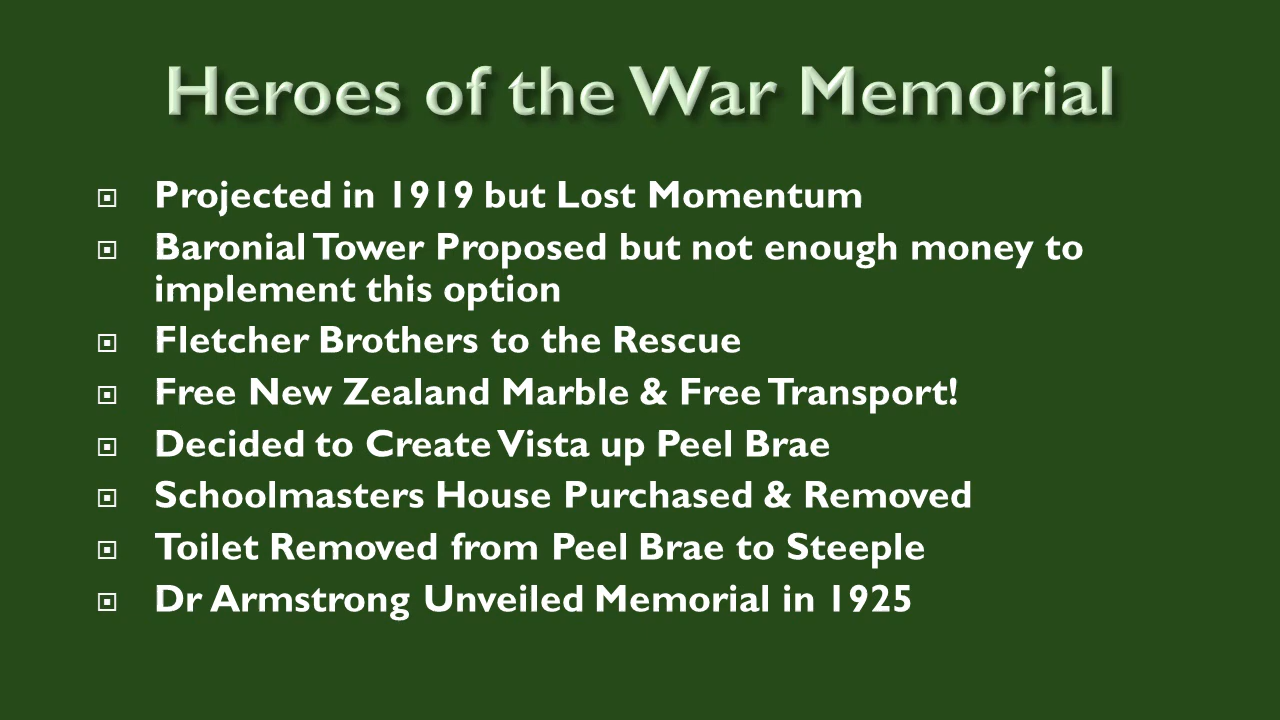 Heroes of the War Memorial
Projected in 1919 but Lost Momentum
Baronial Tower Proposed but not enough money to
implement this option
Fletcher Brothers to the Rescue
Free New Zealand Marble & Free Transport!
Decided to Create Vista up Peel Brae
Schoolmasters House Purchased & Removed
Toilet Removed from Peel Brae to Steeple
Dr Armstrong Unveiled Memorial in 1925